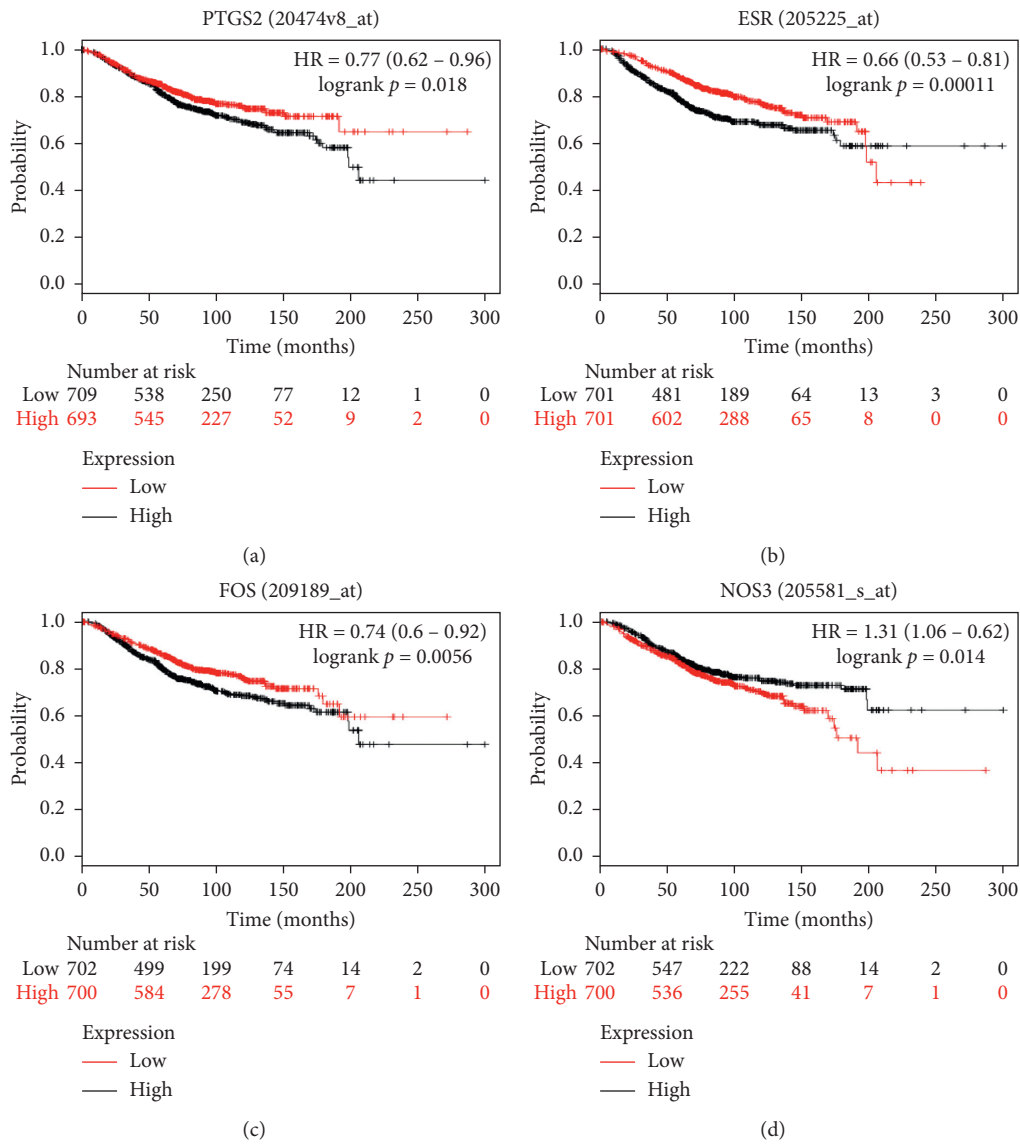 PTGS2 (20474v8_at)
HR = 0.77 (0.62 – 0.96)
logrank p = 0.018
Probability
1.0
0.8
0.6
0.4
0.2
0.0
0 50 100 150 200 250 300
Time (months)
Number at risk
Low 709 538 250 77 12 1 0
High 693 545 227 52 9 2 0
Expression
Low
High
(a)
ESR (205225_at)
HR = 0.66 (0.53 – 0.81)
logrank p = 0.00011
Probability
1.0
0.8
0.6
0.4
0.2
0.0
0 50 100 150 200 250 300
Time (months)
Number at risk
Low 701 481 189 64 13 3 0
High 701 602 288 65 8 0 0
Expression
Low
High
(b)
FOS (209189_at)
HR = 0.74 (0.6 – 0.92)
logrank p = 0.0056
Probability
1.0
0.8
0.6
0.4
0.2
0.0
0 50 100 150 200 250 300
Time (months)
Number at risk
Low 702 499 199 74 14 2 0
High 700 584 278 55 7 1 0
Expression
Low
High
(c)
NOS3 (205581_s_at)
HR = 1.31 (1.06 – 0.62)
logrank p = 0.014
Probability
1.0
0.8
0.6
0.4
0.2
0.0
0 50 100 150 200 250 300
Time (months)
Number at risk
Low 702 547 222 88 14 2 0
High 700 536 255 41 7 1 0
Expression
Low
High
(d)